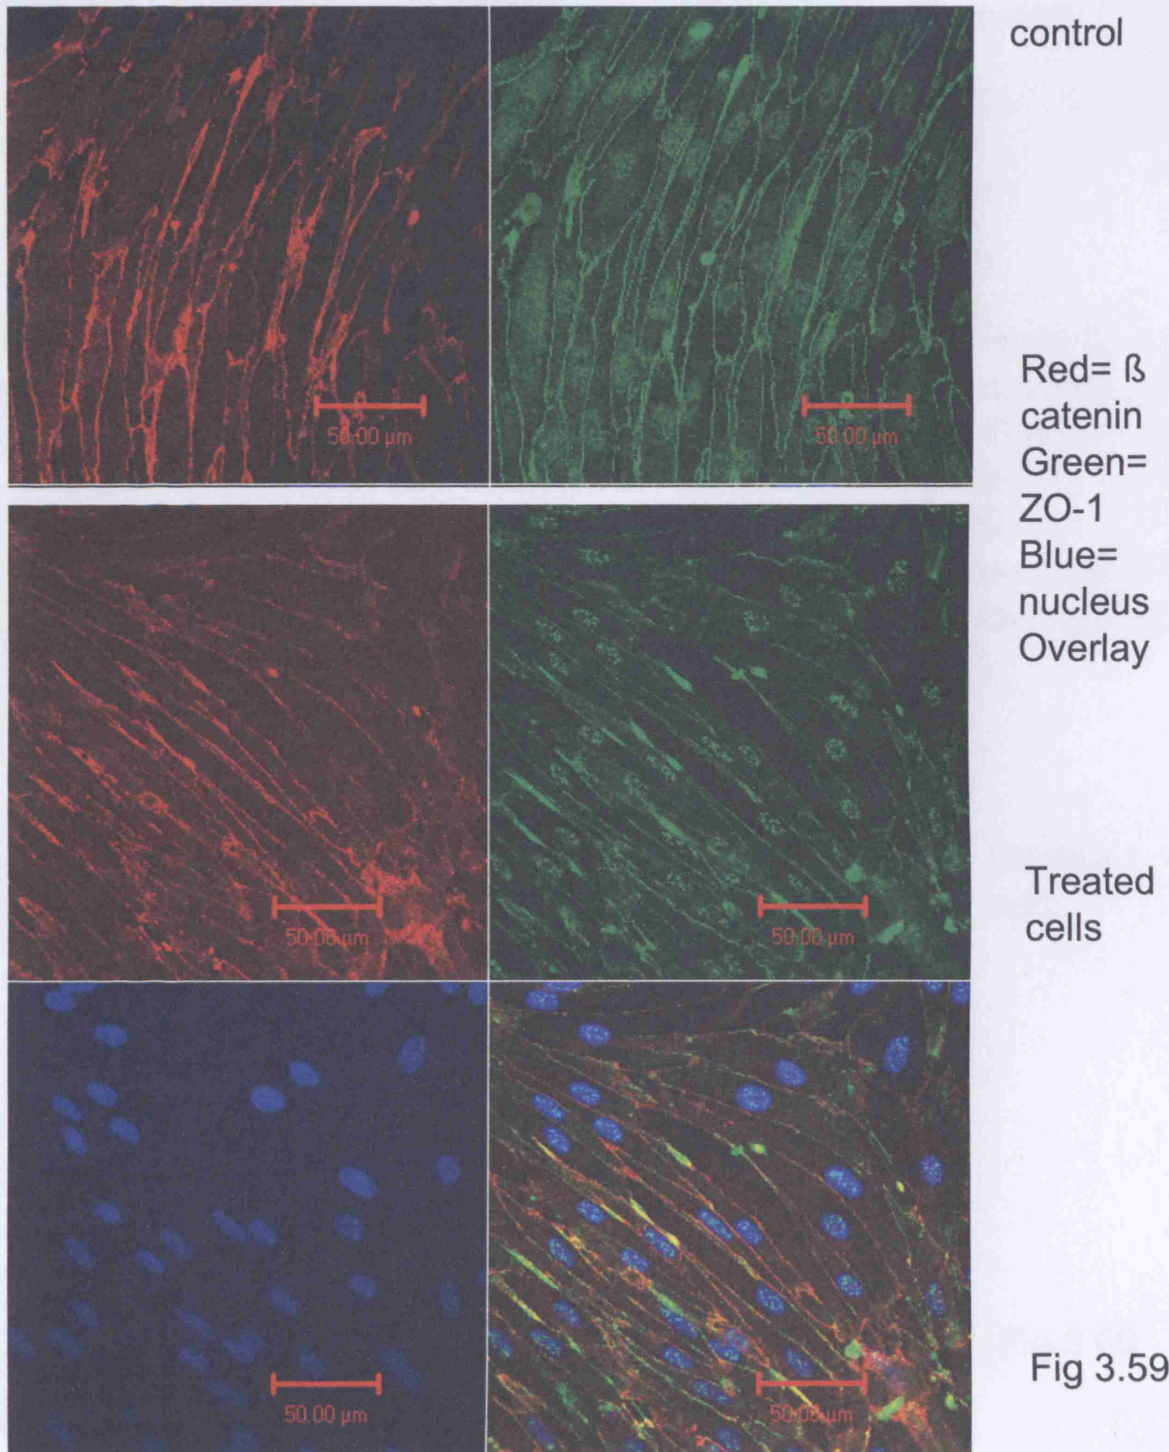 control
50.00 µm
50.00 µm
Red= ß
catenin
Green=
ZO-1
Blue=
nucleus
Overlay
50.00 µm
50.00 µm
Treated
cells
50.00 µm
50.00 µm
Fig 3.59